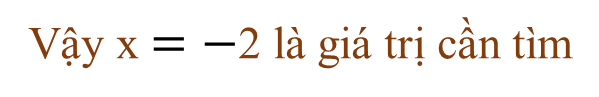 Vậy x = −2 là giá trị cần tìm